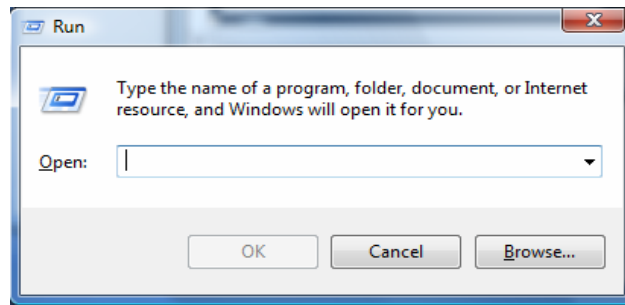 Run
Type the name of a program, folder, document, or Internet
resource, and Windows will open it for you.
Open:
OK
Cancel
Browse...